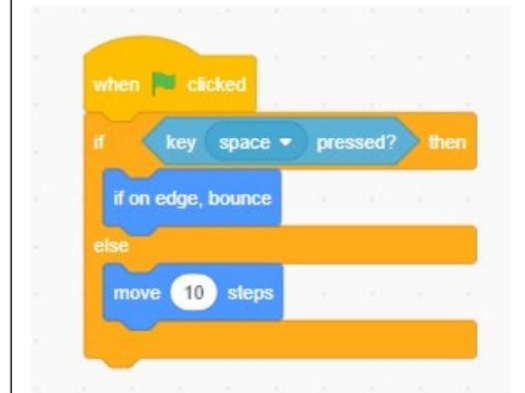 when clicked
if key space pressed? then
if on edge, bounce
else
move 10 steps